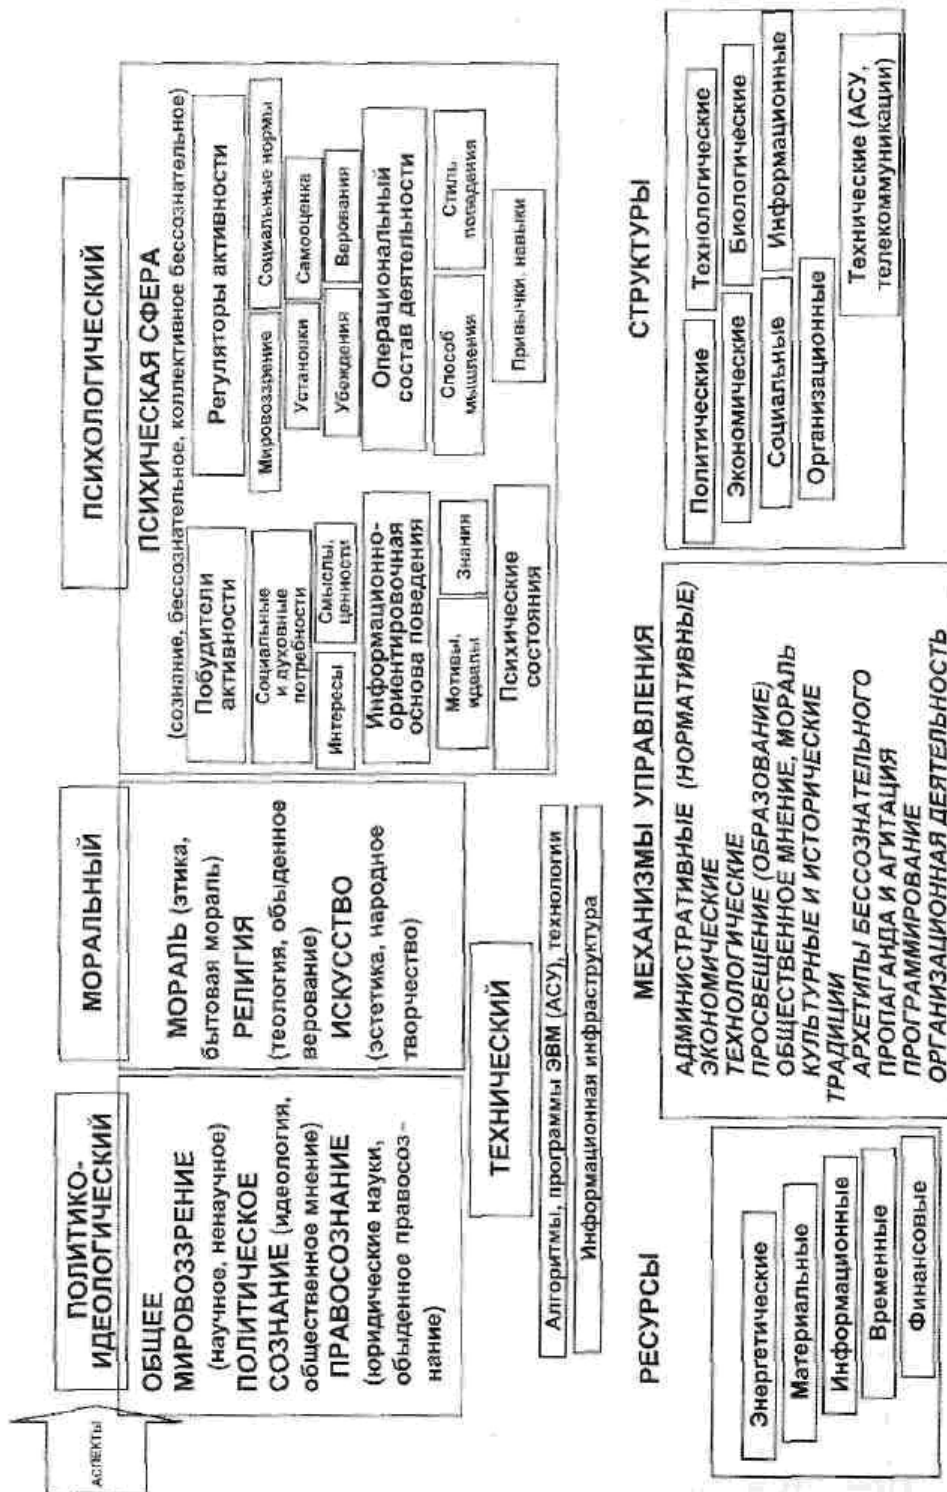 АСПЕКТЫ
ПОЛИТИКО-
ИДЕОЛОГИЧЕСКИЙ
ОБЩЕЕ
МИРОВОЗЗРЕНИЕ
(научное, ненаучное)
ПОЛИТИЧЕСКОЕ
СОЗНАНИЕ (идеология,
общественное мнение)
ПРАВОСОЗНАНИЕ
(юридические науки,
обыденное правосоз-
нание)
МОРАЛЬНЫЙ
МОРАЛЬ (этика,
бытовая мораль)
РЕЛИГИЯ
(теология, обыденное
верование)
ИСКУССТВО
(эстетика, народное
творчество)
ПСИХОЛОГИЧЕСКИЙ
ПСИХИЧЕСКАЯ СФЕРА
(сознание, бессознательное, коллективное бессознательное)
Побудители
активности
Социальные
и духовные
потребности
Интересы
Смыслы,
ценности
Информационно-
ориентировочная
основа поведения
Мотивы,
идеалы
Знания
Психические
состояния
Регуляторы активности
Мировоззрение
Социальные нормы
Установки
Самооценка
Убеждения
Верования
Операциональный
состав деятельности
Способ
мышления
Стиль
поведения
Привычки, навыки
ТЕХНИЧЕСКИЙ
Алгоритмы, программы ЭВМ (АСУ), технологии
Информационная инфраструктура
РЕСУРСЫ
Энергетические
Материальные
Информационные
Временные
Финансовые
МЕХАНИЗМЫ УПРАВЛЕНИЯ
АДМИНИСТРАТИВНЫЕ (НОРМАТИВНЫЕ)
ЭКОНОМИЧЕСКИЕ
ТЕХНОЛОГИЧЕСКИЕ
ПРОСВЕЩЕНИЕ (ОБРАЗОВАНИЕ)
ОБЩЕСТВЕННОЕ МНЕНИЕ, МОРАЛЬ
КУЛЬТУРНЫЕ И ИСТОРИЧЕСКИЕ
ТРАДИЦИИ
АРХЕТИПЫ БЕССОЗНАТЕЛЬНОГО
ПРОПАГАНДА И АГИТАЦИЯ
ПРОГРАММИРОВАНИЕ
ОРГАНИЗАЦИОННАЯ ДЕЯТЕЛЬНОСТЬ
СТРУКТУРЫ
Политические
Технологические
Экономические
Биологические
Социальные
Информационные
Организационные
Технические (АСУ,
телекоммуникации)